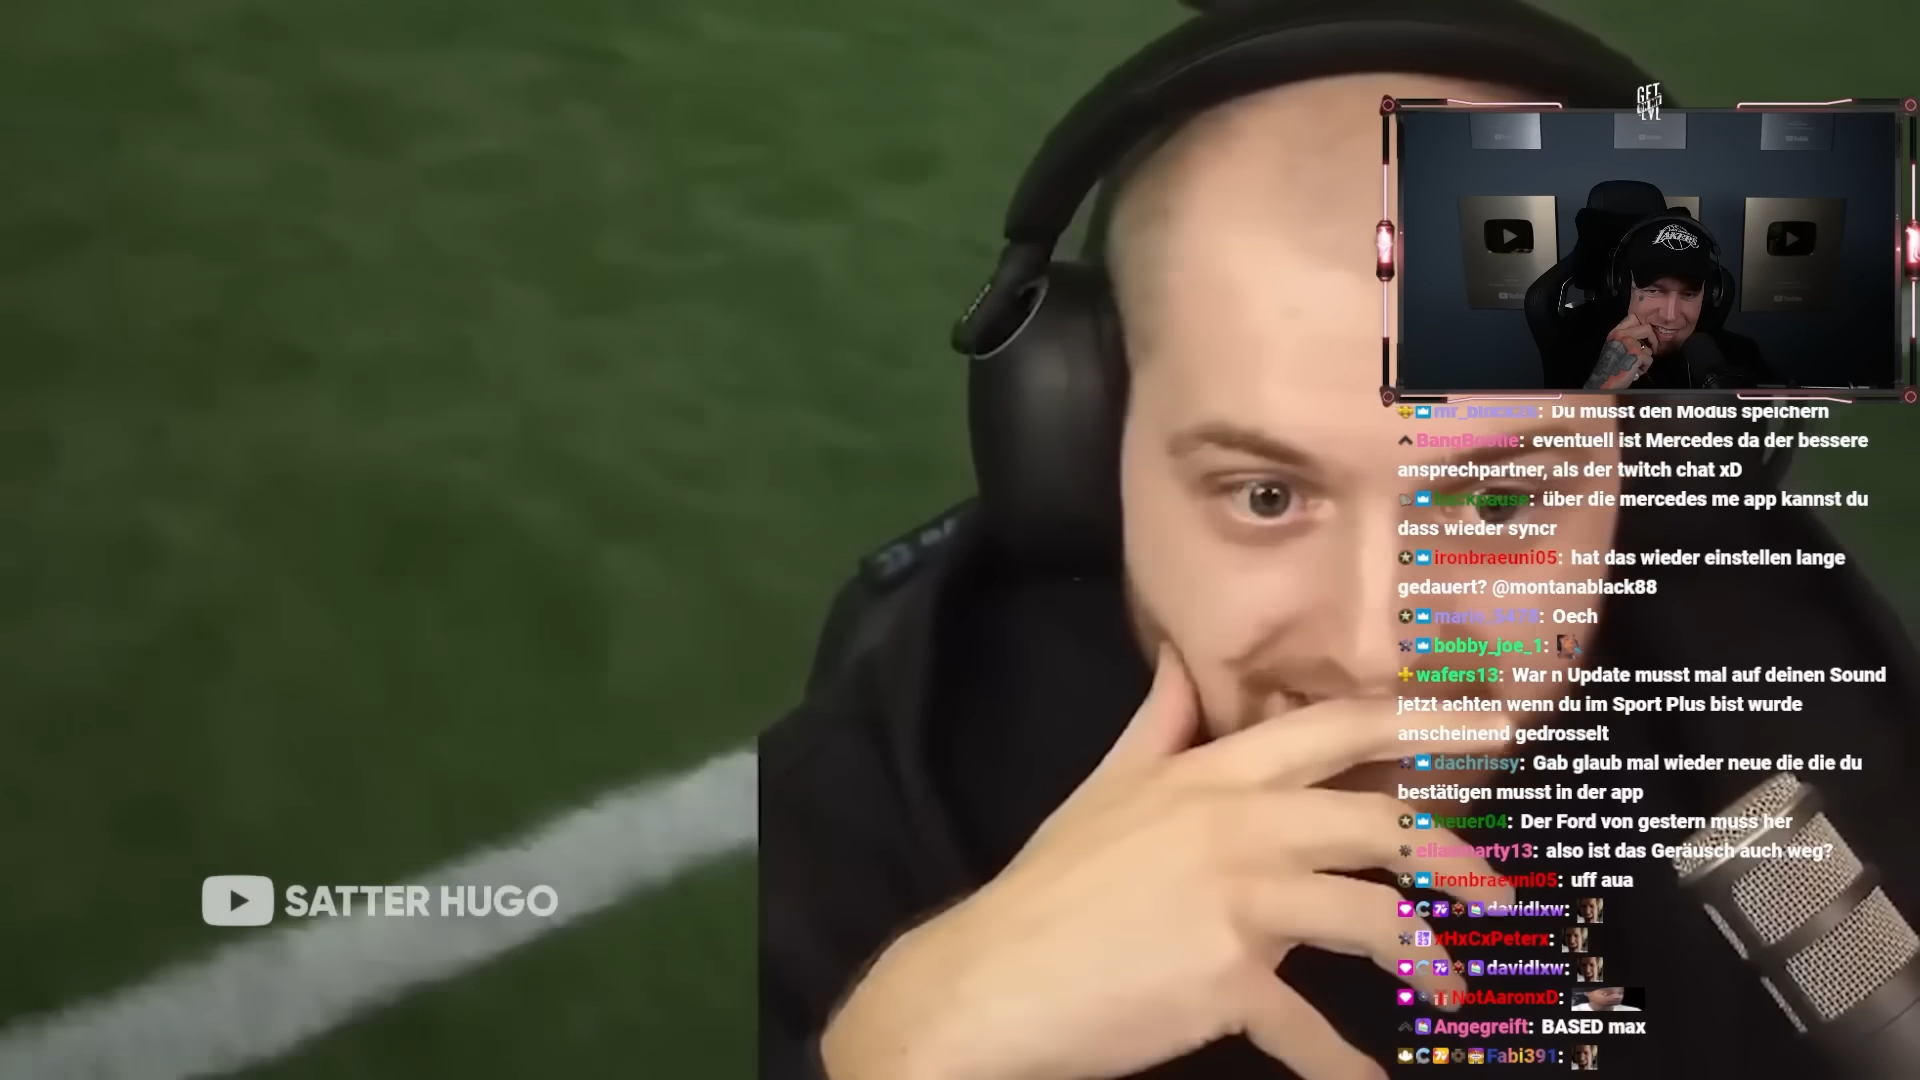 GET
LVL
LAKERS
Du musst den Modus speichern
BangBootie: eventuell ist Mercedes da der bessere
ansprechpartner, als der twitch chat xD
: über die mercedes me app kannst du
dass wieder syncr
ironbraeuni05: hat das wieder einstellen lange
gedauert? @montanablack88
: Oech
bobby_joe_1:
wafers13: War n Update musst mal auf deinen Sound
jetzt achten wenn du im Sport Plus bist wurde
anscheinend gedrosselt
dachrissy: Gab glaub mal wieder neue die die du
bestätigen musst in der app
heuer04: Der Ford von gestern muss her
: also ist das Geräusch auch weg?
ironbraeuni05: uff aua
davidlxw:
xHxCxPeterx:
davidlxw:
NotAaronxD:
Angegreift: BASED max
Fabi391:
SATTER HUGO